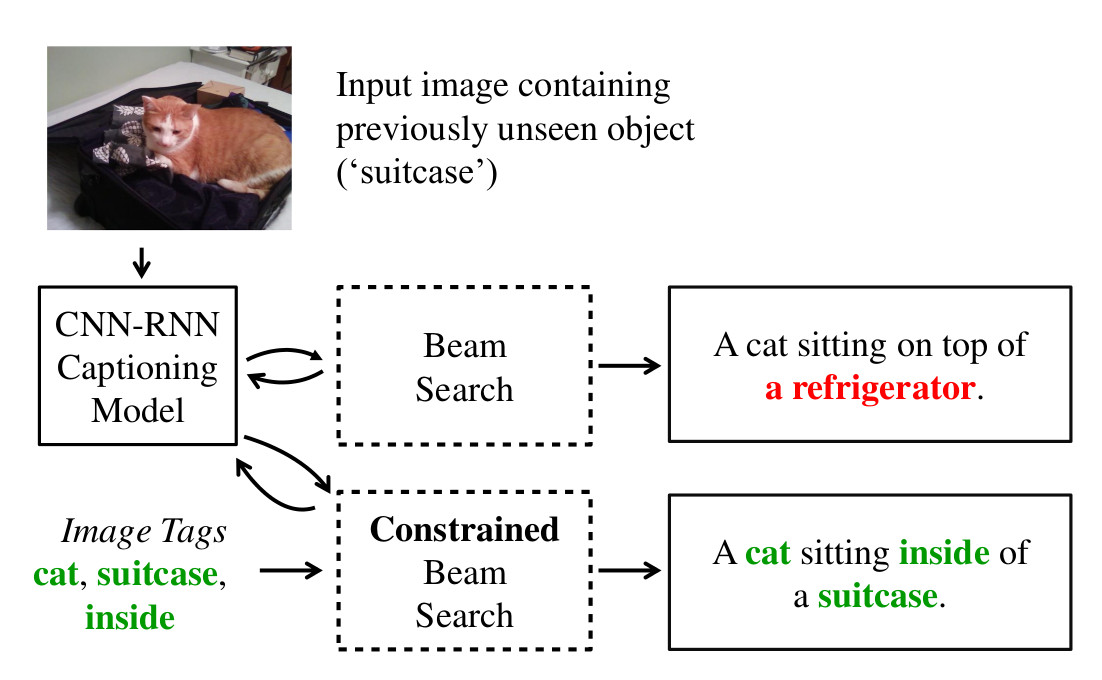 Input image containing
previously unseen object
(‘suitcase’)
CNN-RNN
Captioning
Model
Beam
Search
A cat sitting on top of
a refrigerator.
Image Tags
cat, suitcase,
inside
Constrained
Beam
Search
A cat sitting inside of
a suitcase.